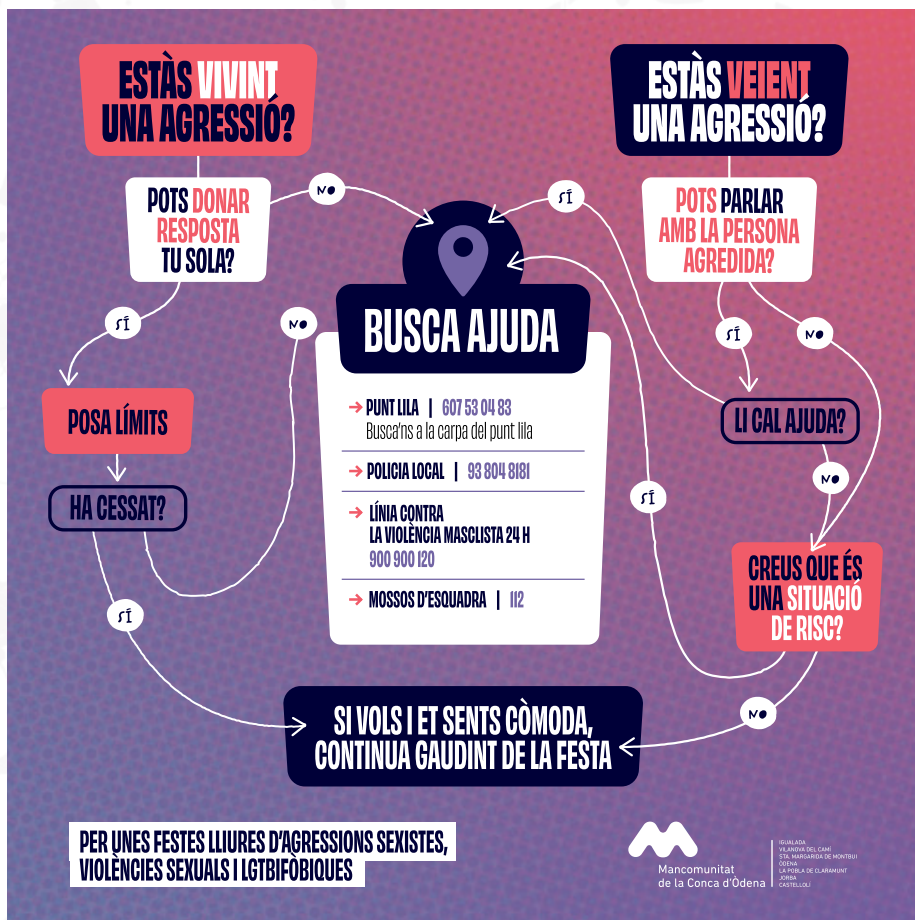 ESTÀS VIVINT
UNA AGRESSIÓ?
POTS DONAR
RESPOSTA
TU SOLA?
NO
SÍ
POSA LÍMITS
HA CESSAT?
NO
SÍ
ESTÀS VEIENT
UNA AGRESSIÓ?
POTS PARLAR
AMB LA PERSONA
AGREDIDA?
SÍ
NO
LI CAL AJUDA?
SÍ
NO
CREUS QUE ÉS
UNA SITUACIÓ
DE RISC?
SÍ
NO
BUSCA AJUDA
→ PUNT LILA | 607 53 04 83
Busca'ns a la carpa del punt lila
→ POLICIA LOCAL | 93 804 8181
→ LÍNIA CONTRA
LA VIOLÈNCIA MASCLISTA 24 H
900 900 120
→ MOSSOS D'ESQUADRA | 112
SI VOLS I ET SENTS CÒMODA,
CONTINUA GAUDINT DE LA FESTA
PER UNES FESTES LLIURES D'AGRESSIONS SEXISTES,
VIOLÈNCIES SEXUALS I LGTBIFÒBIQUES
Mancomunitat
de la Conca d'Òdena
IGUALADA
VILANOVA DEL CAMÍ
STA. MARGARIDA DE MONTBUI
ÒDENA
LA POBLA DE CLARAMUNT
JORBA
CASTELLOLÍ